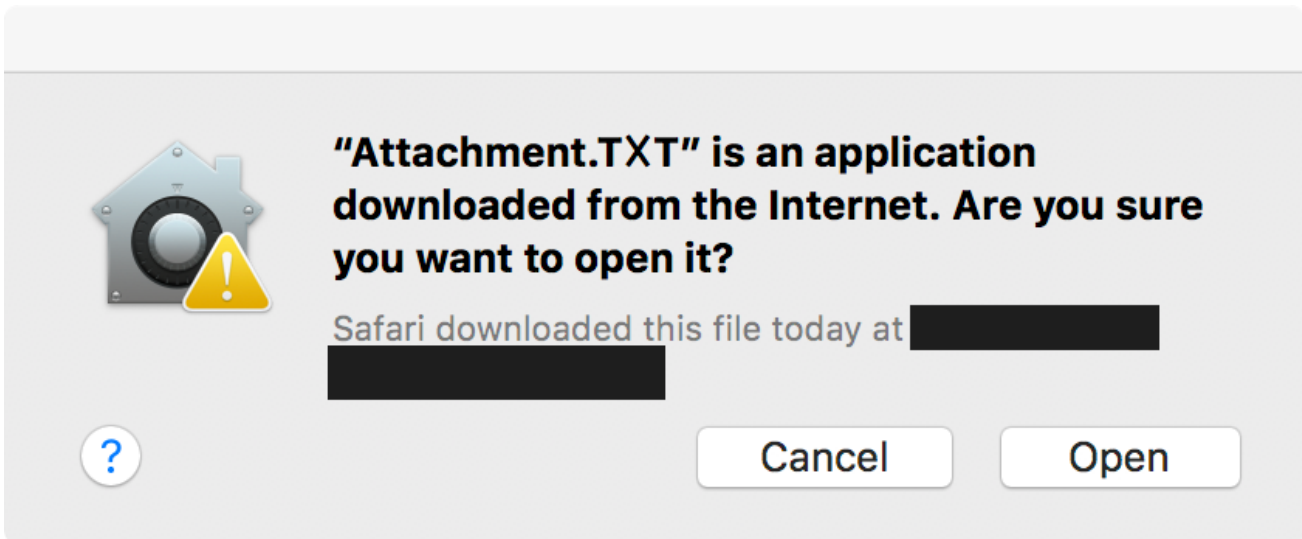 “Attachment.TXT” is an application
downloaded from the Internet. Are you sure
you want to open it?
Safari downloaded this file today at
?
Cancel
Open